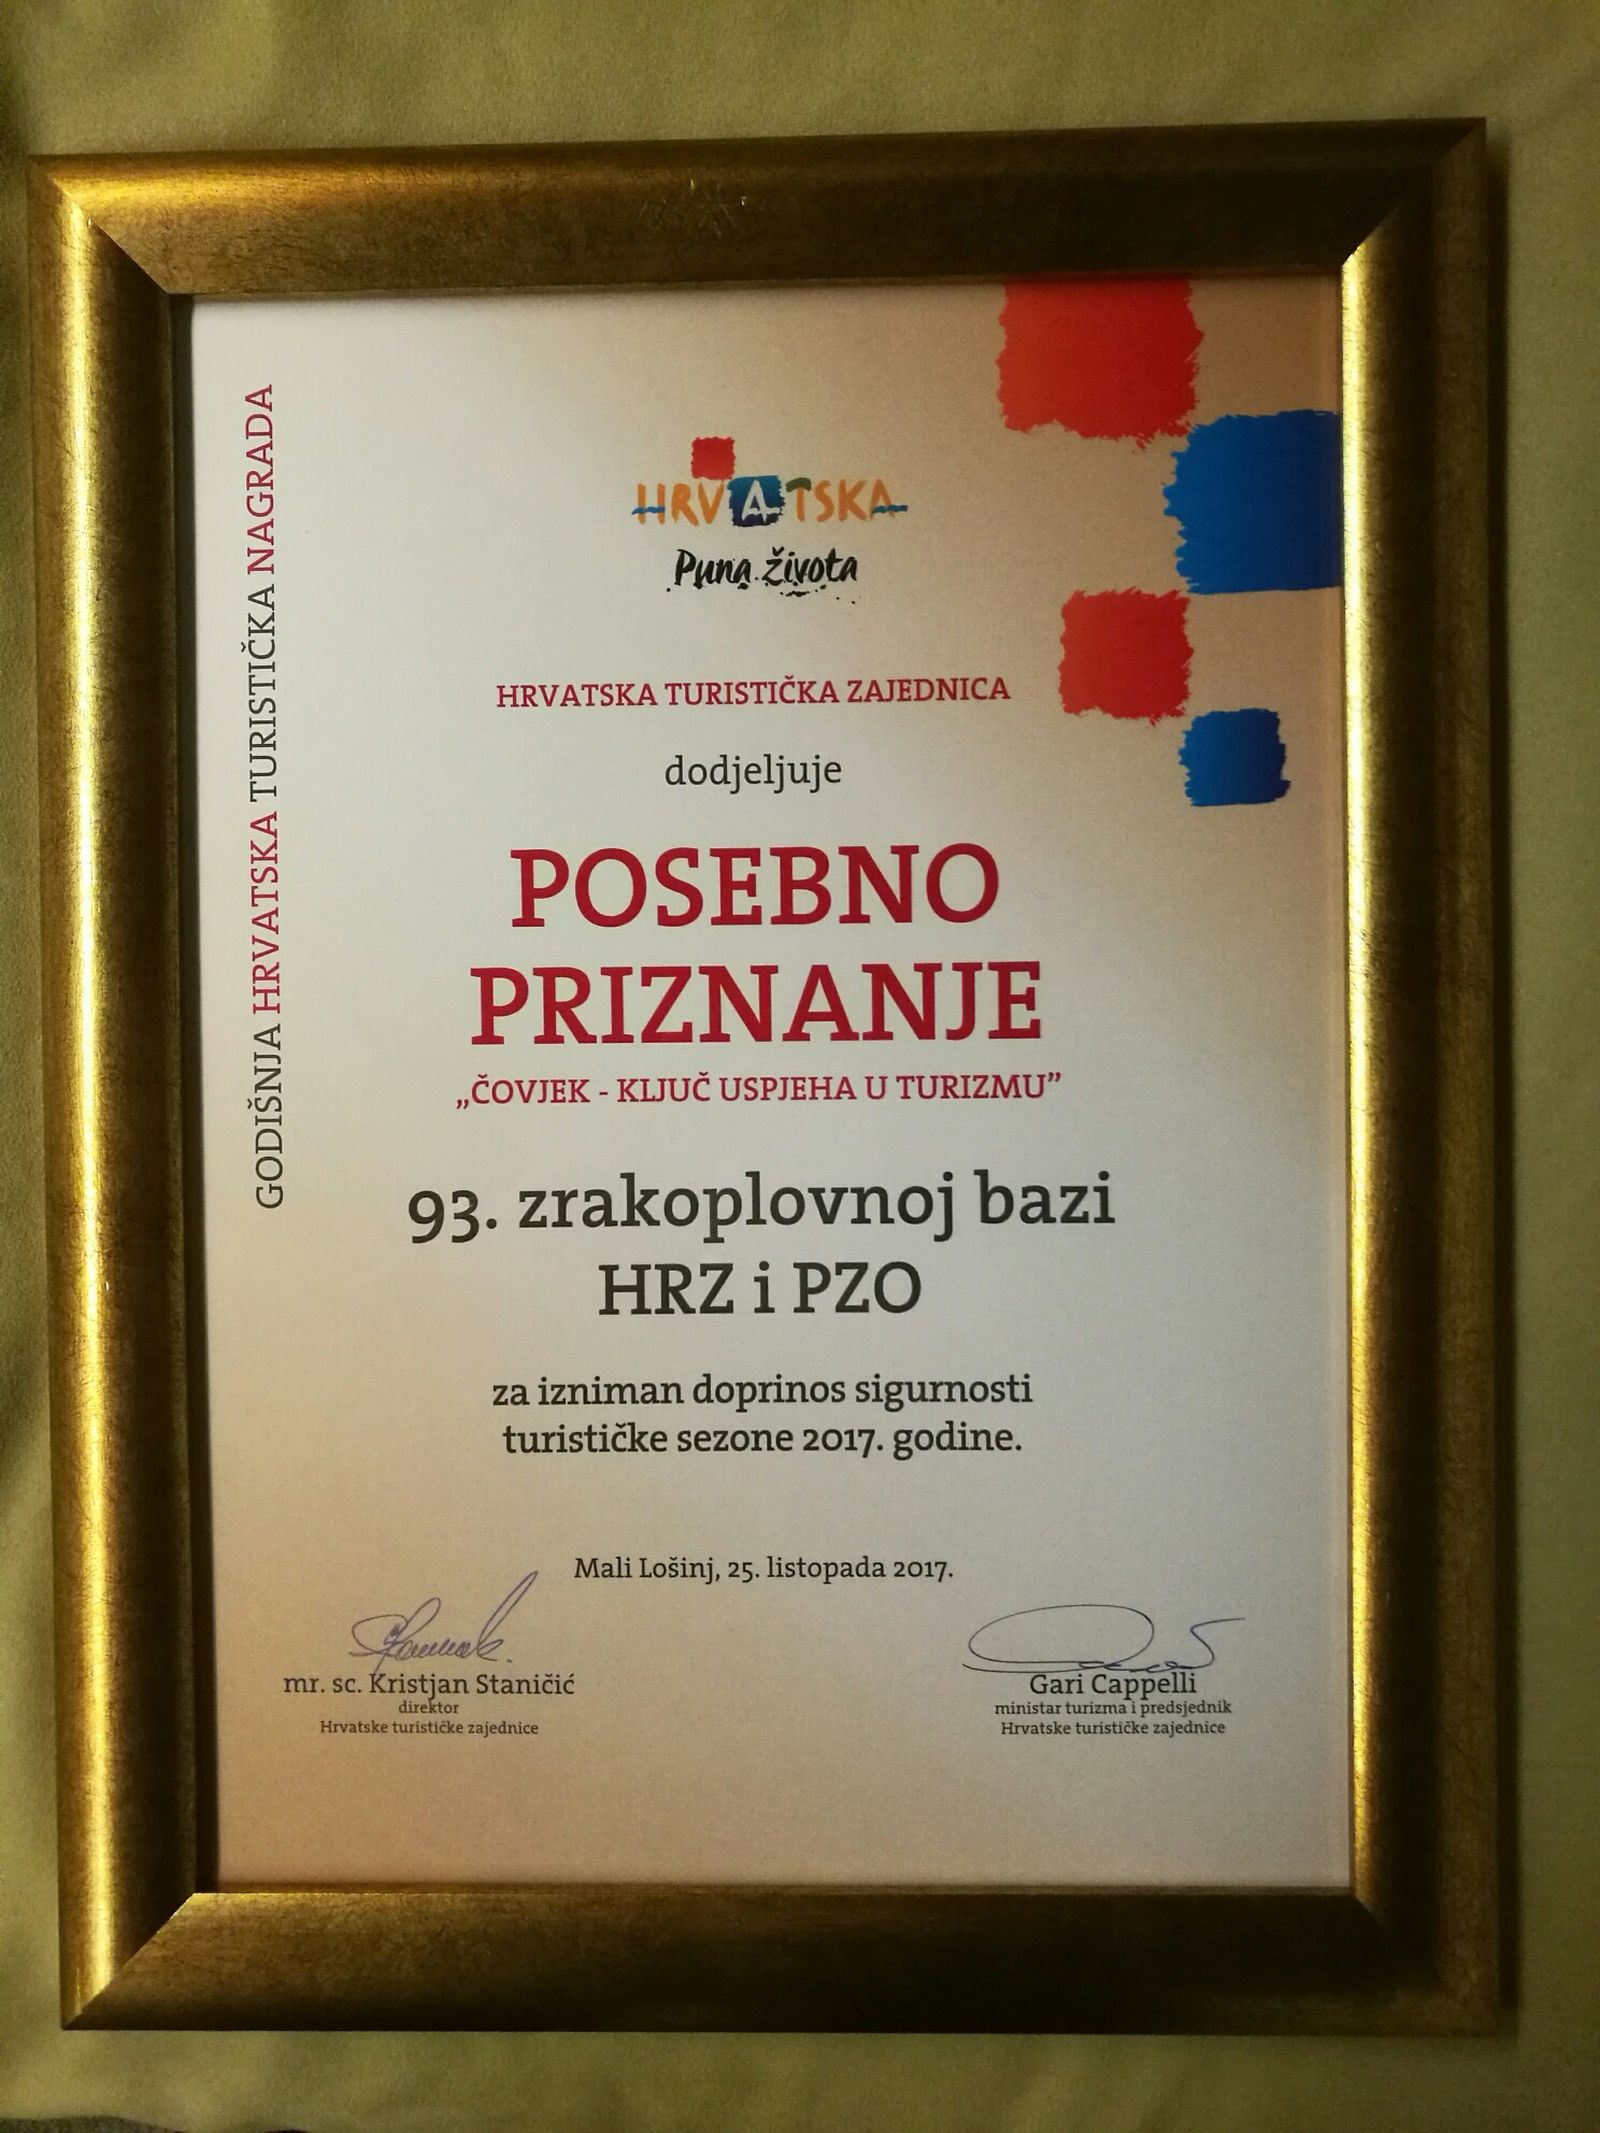 GODIŠNJA HRVATSKA TURISTIČKA NAGRADA
HRVATSKA
Puna života
HRVATSKA TURISTIČKA ZAJEDNICA
dodjeljuje
POSEBNO
PRIZNANJE
„ČOVJEK - KLJUČ USPJEHA U TURIZMU”
93. zrakoplovnoj bazi
HRZ i PZO
za izniman doprinos sigurnosti
turističke sezone 2017. godine.
Mali Lošinj, 25. listopada 2017.
mr. sc. Kristjan Staničić
direktor
Hrvatske turističke zajednice
Gari Cappelli
ministar turizma i predsjednik
Hrvatske turističke zajednice